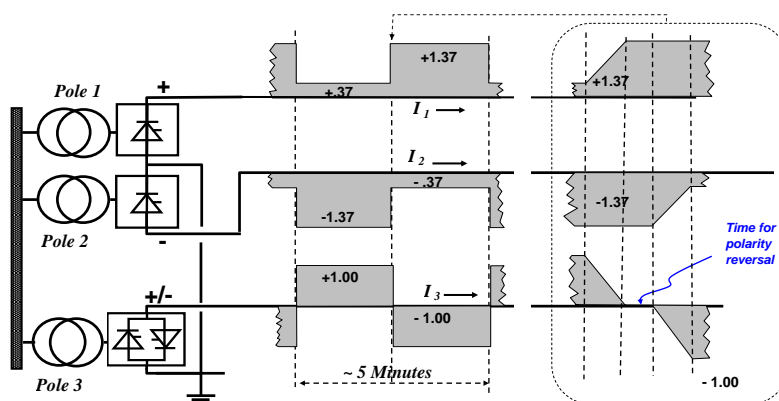 Pole 1
+
+.37
+1.37
I1
+1.37
I2
- .37
-1.37
-1.37
Pole 2
-
Time for
polarity
reversal
+/-
+1.00
I3
- 1.00
~ 5 Minutes
Pole 3
- 1.00